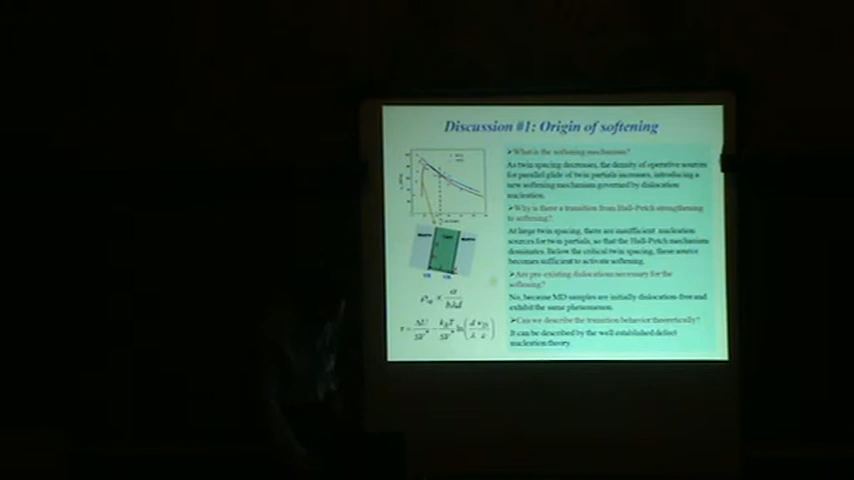 Discussion #1: Origin of softening
➢What is the softening mechanism?
As twin spacing decreases, the density of operative sources
for parallel glide of twin partials increases, introducing a
new softening mechanism governed by dislocation
nucleation.
➢Why is there a transition from Hall-Petch strengthening
to softening?
At large twin spacing, there are insufficient nucleation
sources for twin partials, so that the Hall-Petch mechanism
dominates. Below the critical twin spacing, these source
becomes sufficient to activate softening.
➢Are pre-existing dislocations necessary for the
softening?
No, because MD samples are initially dislocation-free and
exhibit the same phenomenon.
➢Can we describe the transition behavior theoretically?
It can be described by the well established defect
nucleation theory.